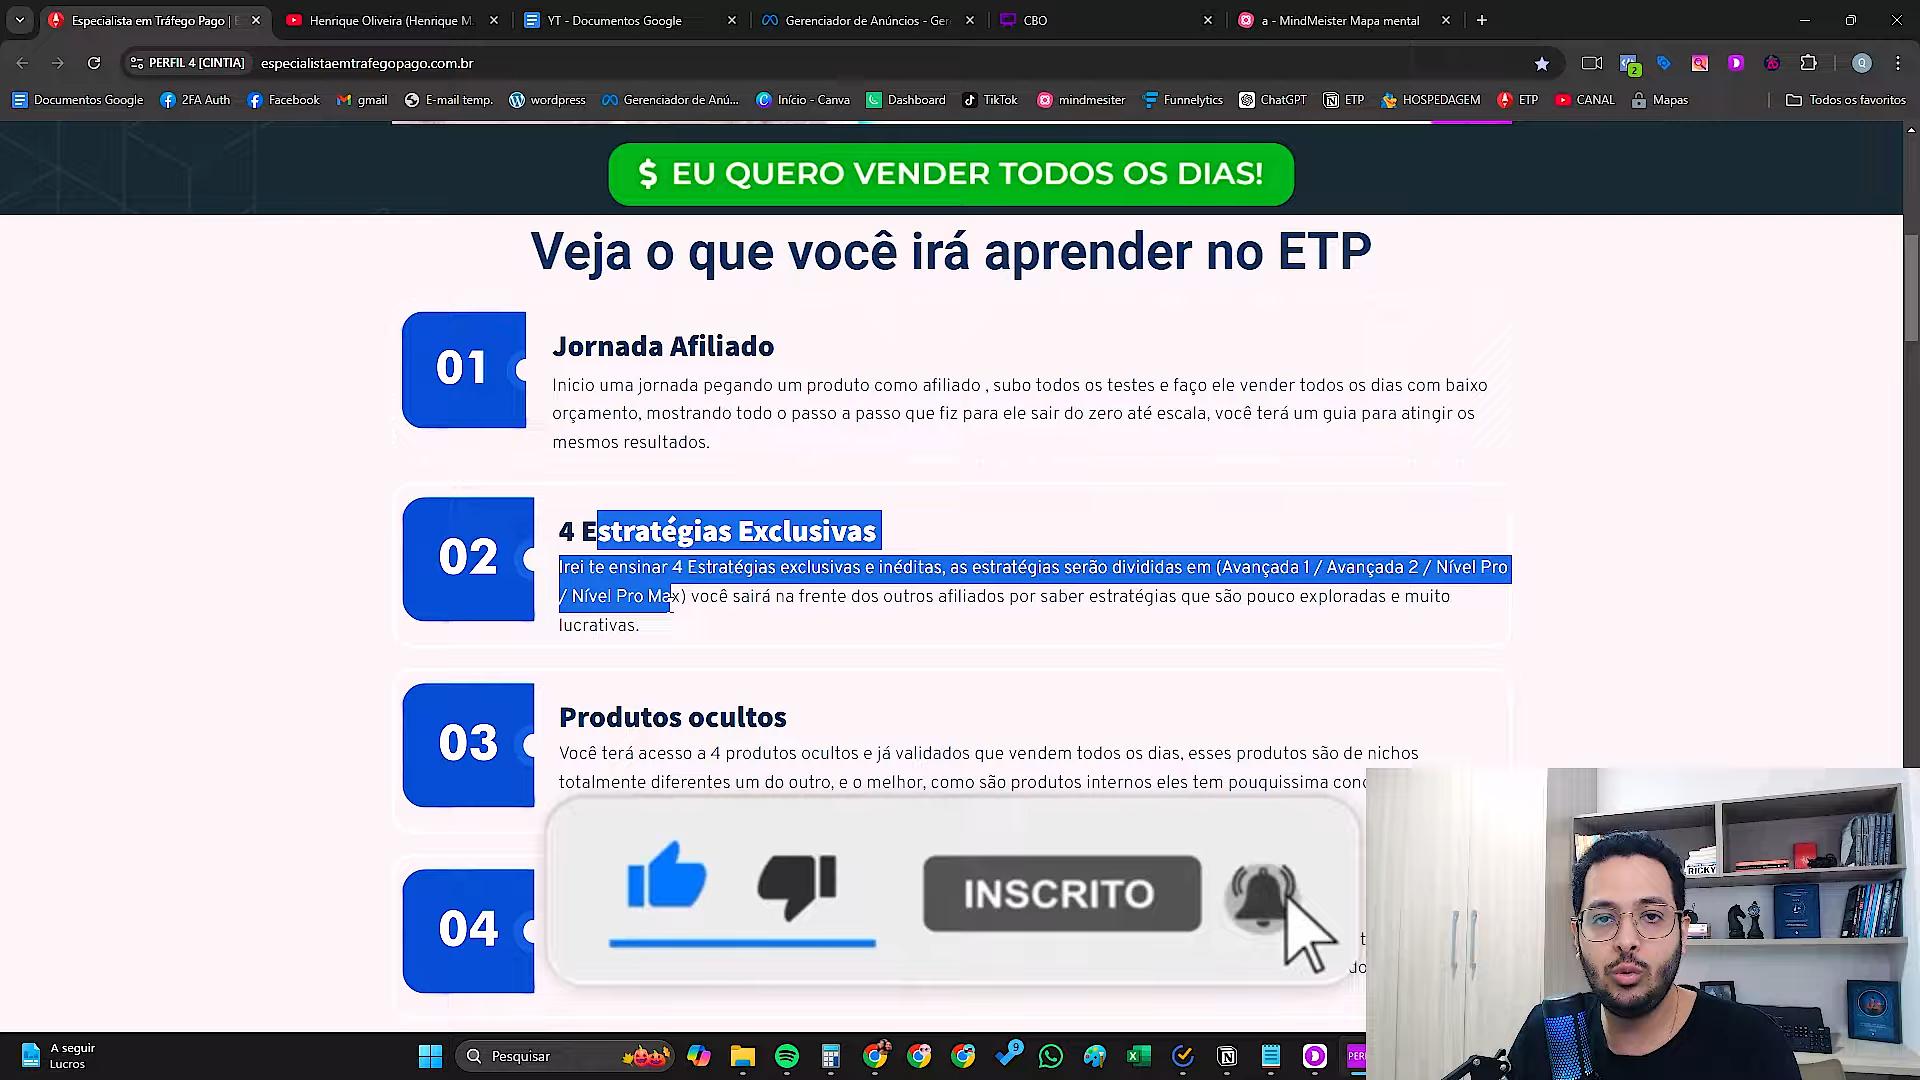 Especialista em Tráfego Pago | E
Henrique Oliveira (Henrique M
YT - Documentos Google
Gerenciador de Anúncios - Ger
CBO
a - MindMeister Mapa mental
PERFIL 4 [CINTIA]
especialistaemtrafegopago.com.br
2
Documentos Google
2FA Auth
Facebook
gmail
E-mail temp.
wordpress
Gerenciador de Anú...
Início - Canva
Dashboard
TikTok
mindmesiter
Funnelytics
ChatGPT
ETP
HOSPEDAGEM
ETP
CANAL
Mapas
Todos os favoritos
$ EU QUERO VENDER TODOS OS DIAS!
Veja o que você irá aprender no ETP
01
Jornada Afiliado
Inicio uma jornada pegando um produto como afiliado , subo todos os testes e faço ele vender todos os dias com baixo
orçamento, mostrando todo o passo a passo que fiz para ele sair do zero até escala, você terá um guia para atingir os
mesmos resultados.
02
4 Estratégias Exclusivas
Irei te ensinar 4 Estratégias exclusivas e inéditas, as estratégias serão divididas em (Avançada 1 / Avançada 2 / Nível Pro
/ Nível Pro Max) você sairá na frente dos outros afiliados por saber estratégias que são pouco exploradas e muito
lucrativas.
03
Produtos ocultos
Você terá acesso a 4 produtos ocultos e já validados que vendem todos os dias, esses produtos são de nichos
totalmente diferentes um do outro, e o melhor, como são produtos internos eles tem pouquissima conc
04
INSCRITO
RICKY
A seguir
Lucros
Pesquisar
9
PERF